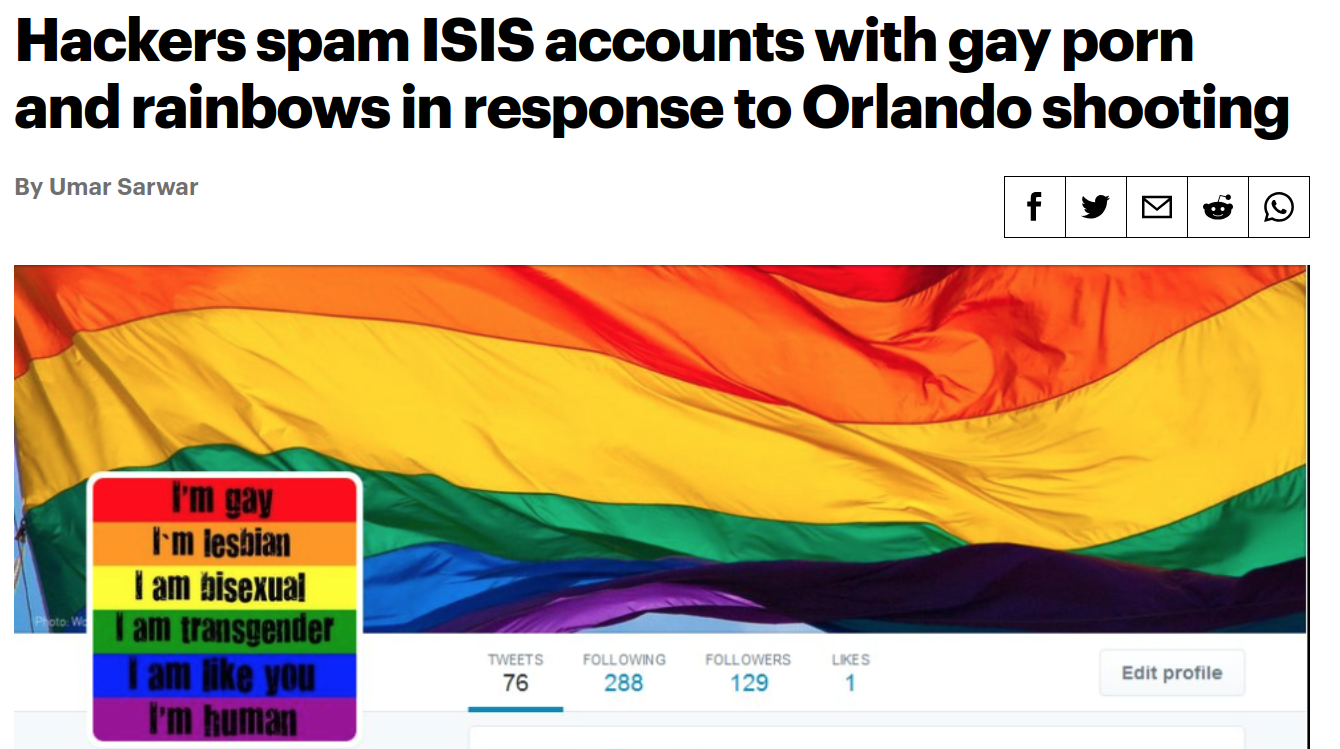 Hackers spam ISIS accounts with gay porn
and rainbows in response to Orlando shooting
By Umar Sarwar
I'm gay
I'm lesbian
I am bisexual
I am transgender
I am like you
I'm human
Photo:
TWEETS FOLLOWING FOLLOWERS LIKES
76 288 129 1
Edit profile